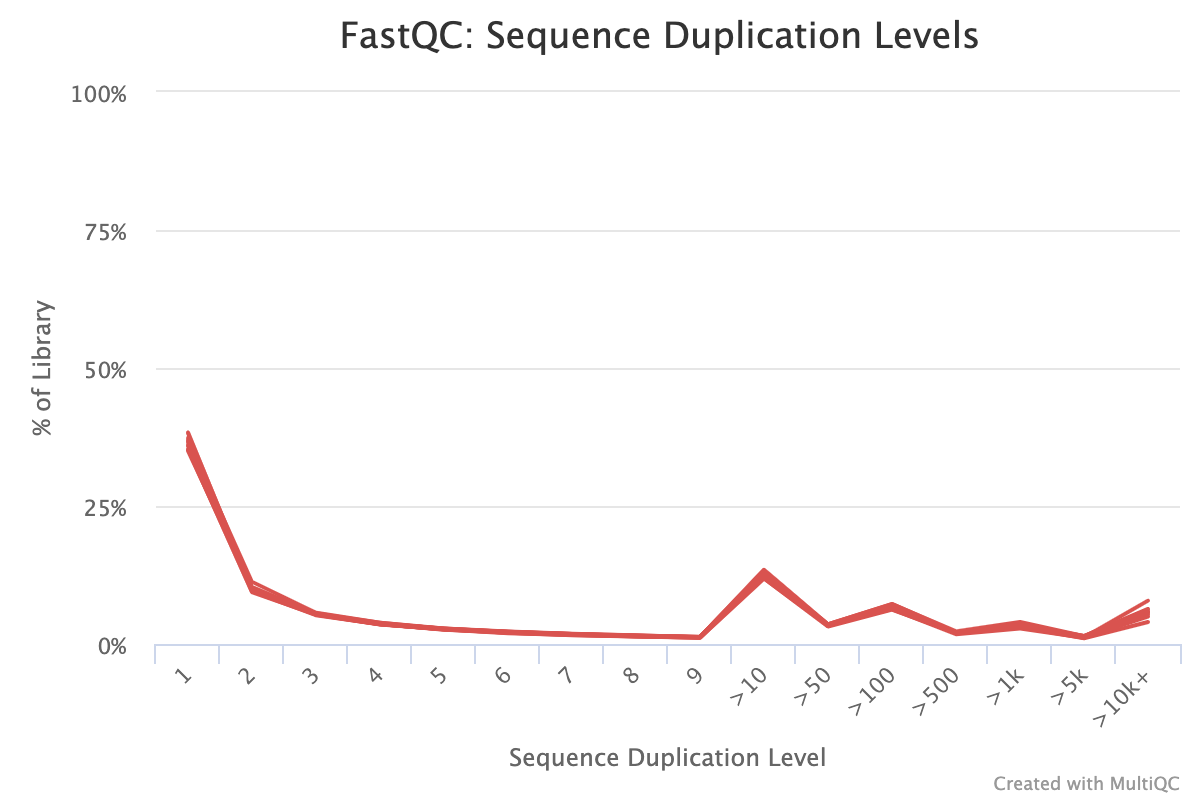 FastQC: Sequence Duplication Levels
100%
75%
50%
25%
0%
% of Library
1
2
3
4
5
6
7
8
9
>10
>50
>100
>500
>1k
>5k
>10k+
Sequence Duplication Level
Created with MultiQC